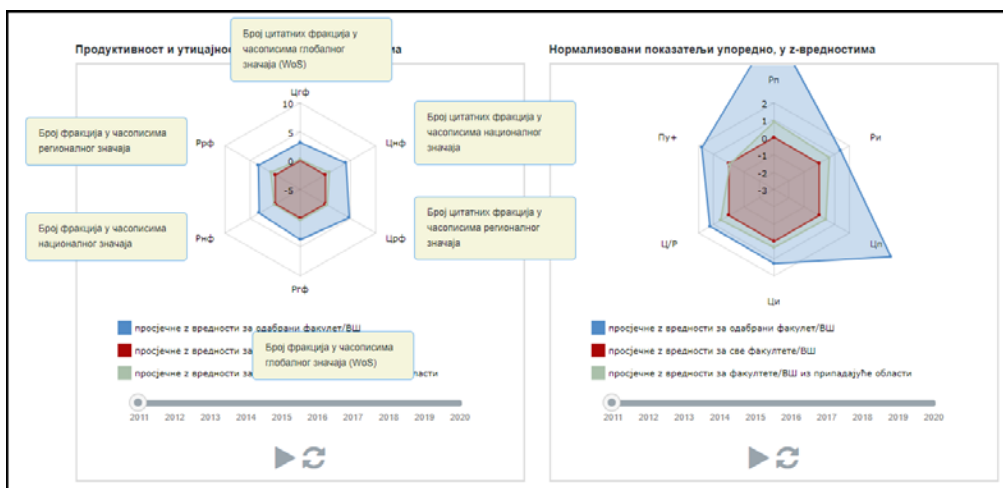 Број цитатних фракција у
часописима глобалног
значаја (WoS)
Продуктивност и утицајнос
ма
Цгф
10
5
0
-5
Цнф
Црф
Ргф
Рнф
Ррф
Број цитатних фракција у
часописима националног
значаја
Број фракција у часописима
регионалног значаја
Број фракција у часописима
националног значаја
Број цитатних фракција у
часописима регионалног
значаја
Број фракција у часописима
глобалног значаја (WoS)
просјечне z вредности за одабрани факултет/ВШ
просјечне z вредности за
просјечне z вредности за
области
2011 2012 2013 2014 2015 2016 2017 2018 2019 2020
Нормализовани показатељи упоредно, у z-вредностима
Рп
2
1
0
-1
-2
-3
Ри
Цп
Ци
Ц/Р
Пу+
просјечне z вредности за одабрани факулет/ВШ
просјечне z вредности за све факултете/ВШ
просјечне z вредности за факултете/ВШ из припадајуће области
2011 2012 2013 2014 2015 2016 2017 2018 2019 2020